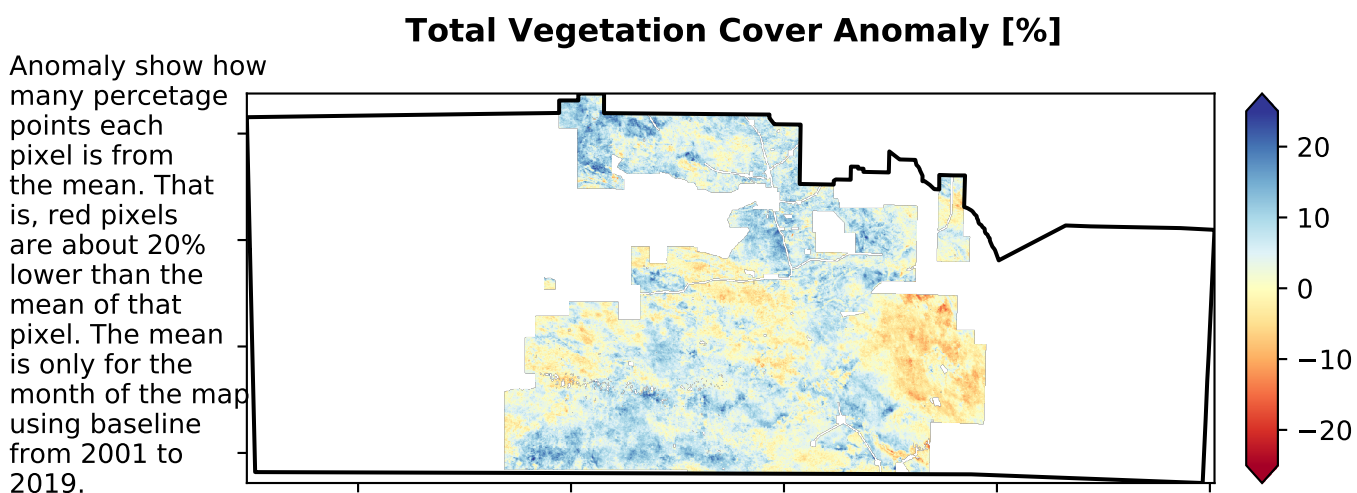 Total Vegetation Cover Anomaly [%]
Anomaly show how
many percetage
points each
pixel is from
the mean. That
is, red pixels
are about 20%
lower than the
mean of that
pixel. The mean
is only for the
month of the map
using baseline
from 2001 to
2019.
20
10
0
−10
−20